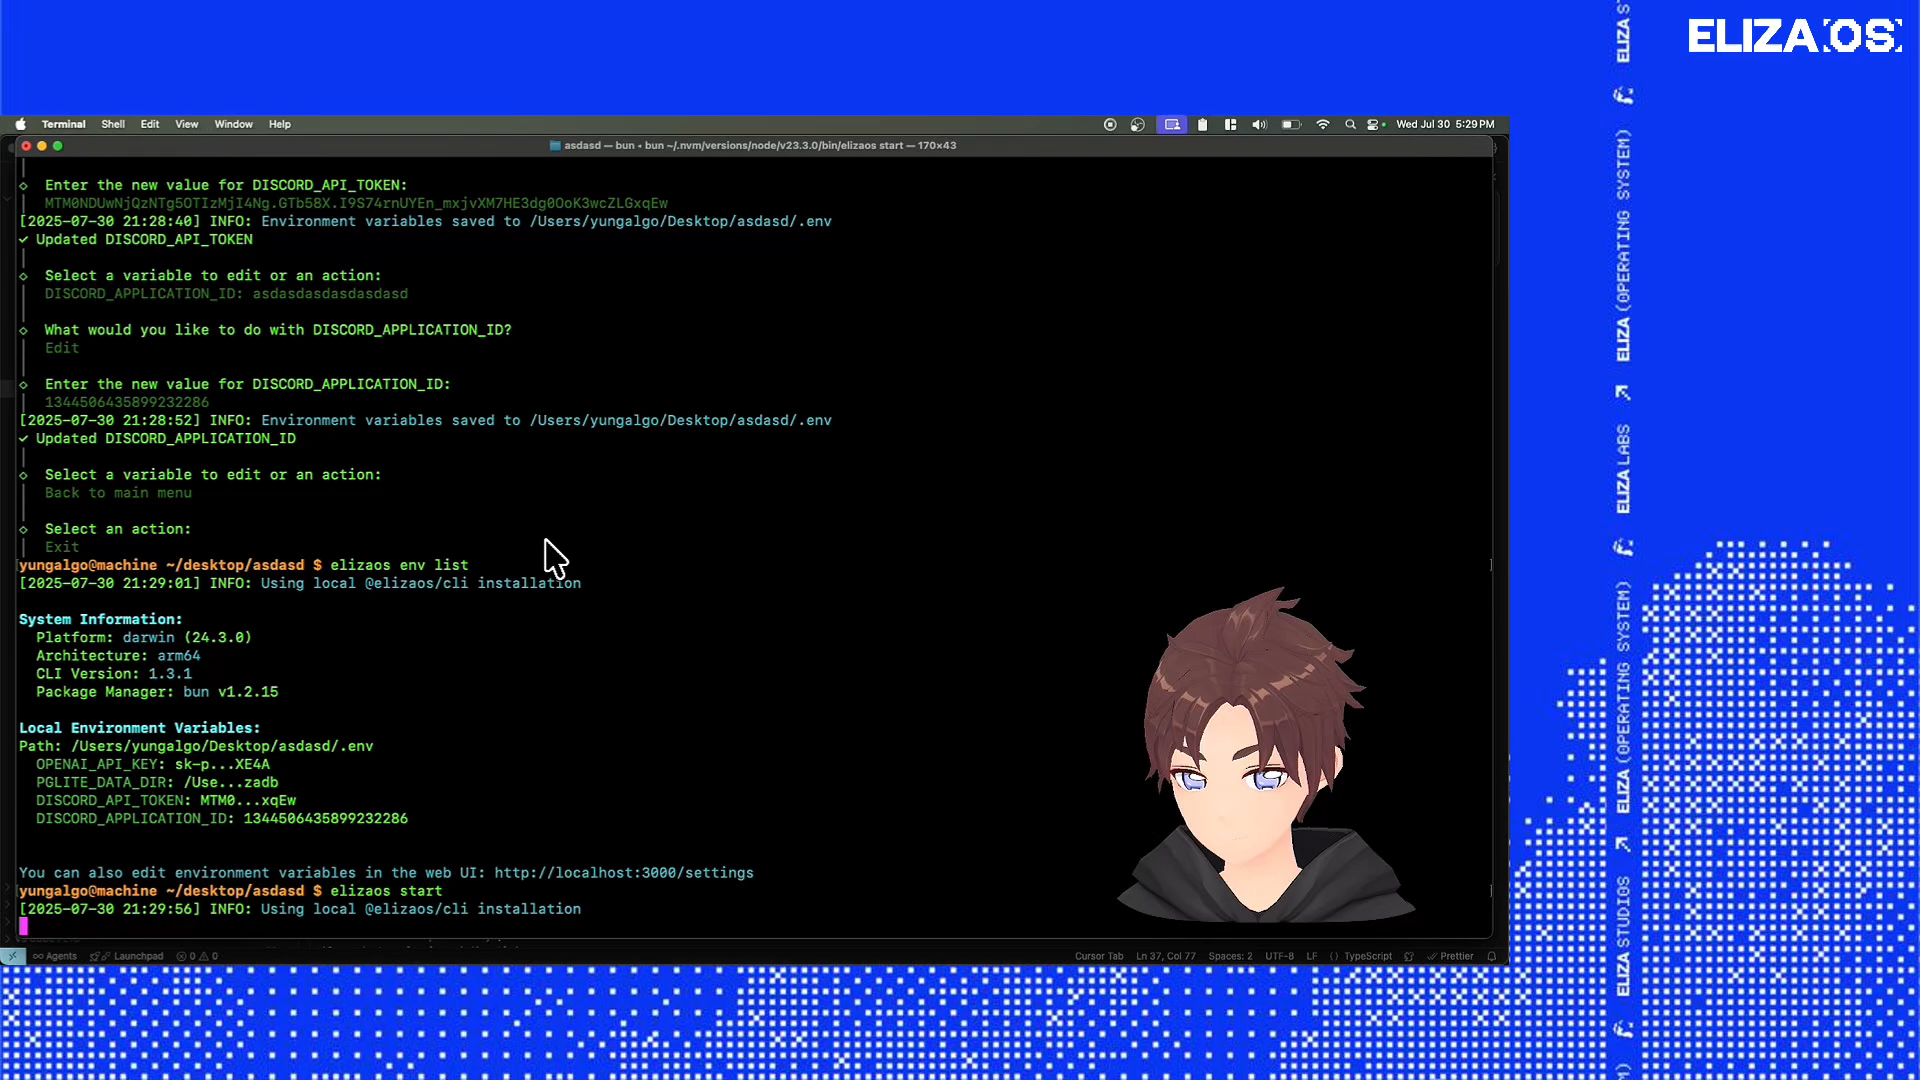 ELIZA OS
Terminal Shell Edit View Window Help
Wed Jul 30 5:29 PM
asdasd — bun • bun ~/.nvm/versions/node/v23.3.0/bin/elizaos start — 170×43
Enter the new value for DISCORD_API_TOKEN:
[2025-07-30 21:28:40] INFO: Environment variables saved to /Users/yungalgo/Desktop/asdasd/.env
✓ Updated DISCORD_API_TOKEN
Select a variable to edit or an action:
DISCORD_APPLICATION_ID: asdasdasdasdasdasd
What would you like to do with DISCORD_APPLICATION_ID?
Edit
Enter the new value for DISCORD_APPLICATION_ID:
1344506435899232286
[2025-07-30 21:28:52] INFO: Environment variables saved to /Users/yungalgo/Desktop/asdasd/.env
✓ Updated DISCORD_APPLICATION_ID
Select a variable to edit or an action:
Back to main menu
Select an action:
Exit
yungalgo@machine ~/desktop/asdasd $ elizaos env list
[2025-07-30 21:29:01] INFO: Using local @elizaos/cli installation
System Information:
Platform: darwin (24.3.0)
Architecture: arm64
CLI Version: 1.3.1
Package Manager: bun v1.2.15
Local Environment Variables:
Path: /Users/yungalgo/Desktop/asdasd/.env
OPENAI_API_KEY: sk-p...XE4A
PGLITE_DATA_DIR: /Use...zadb
DISCORD_API_TOKEN: MTM0...xqEw
DISCORD_APPLICATION_ID: 1344506435899232286
You can also edit environment variables in the web UI: http://localhost:3000/settings
yungalgo@machine ~/desktop/asdasd $ elizaos start
[2025-07-30 21:29:56] INFO: Using local @elizaos/cli installation
Agents Launchpad 0 0
Cursor Tab Ln 37, Col 77 Spaces: 2 UTF-8 LF TypeScript Prettier
ELIZA S
ELIZA (OPERATING SYSTEM)
ELIZA LABS
ELIZA (OPERATING SYSTEM)
ELIZA STUDIOS